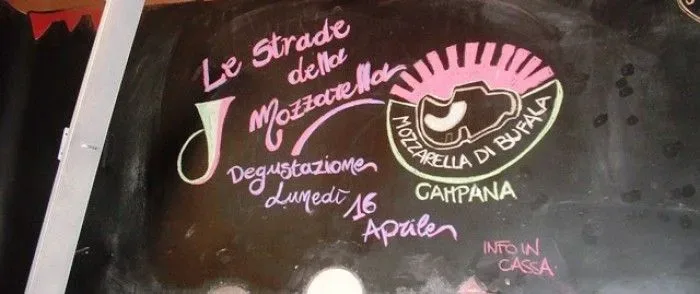 Le Strade
della
Mozzarella
Degustazione
Lunedì 16
Aprile
MOZZARELLA DI BUFALA
CAMPANA
INFO IN
CASSA